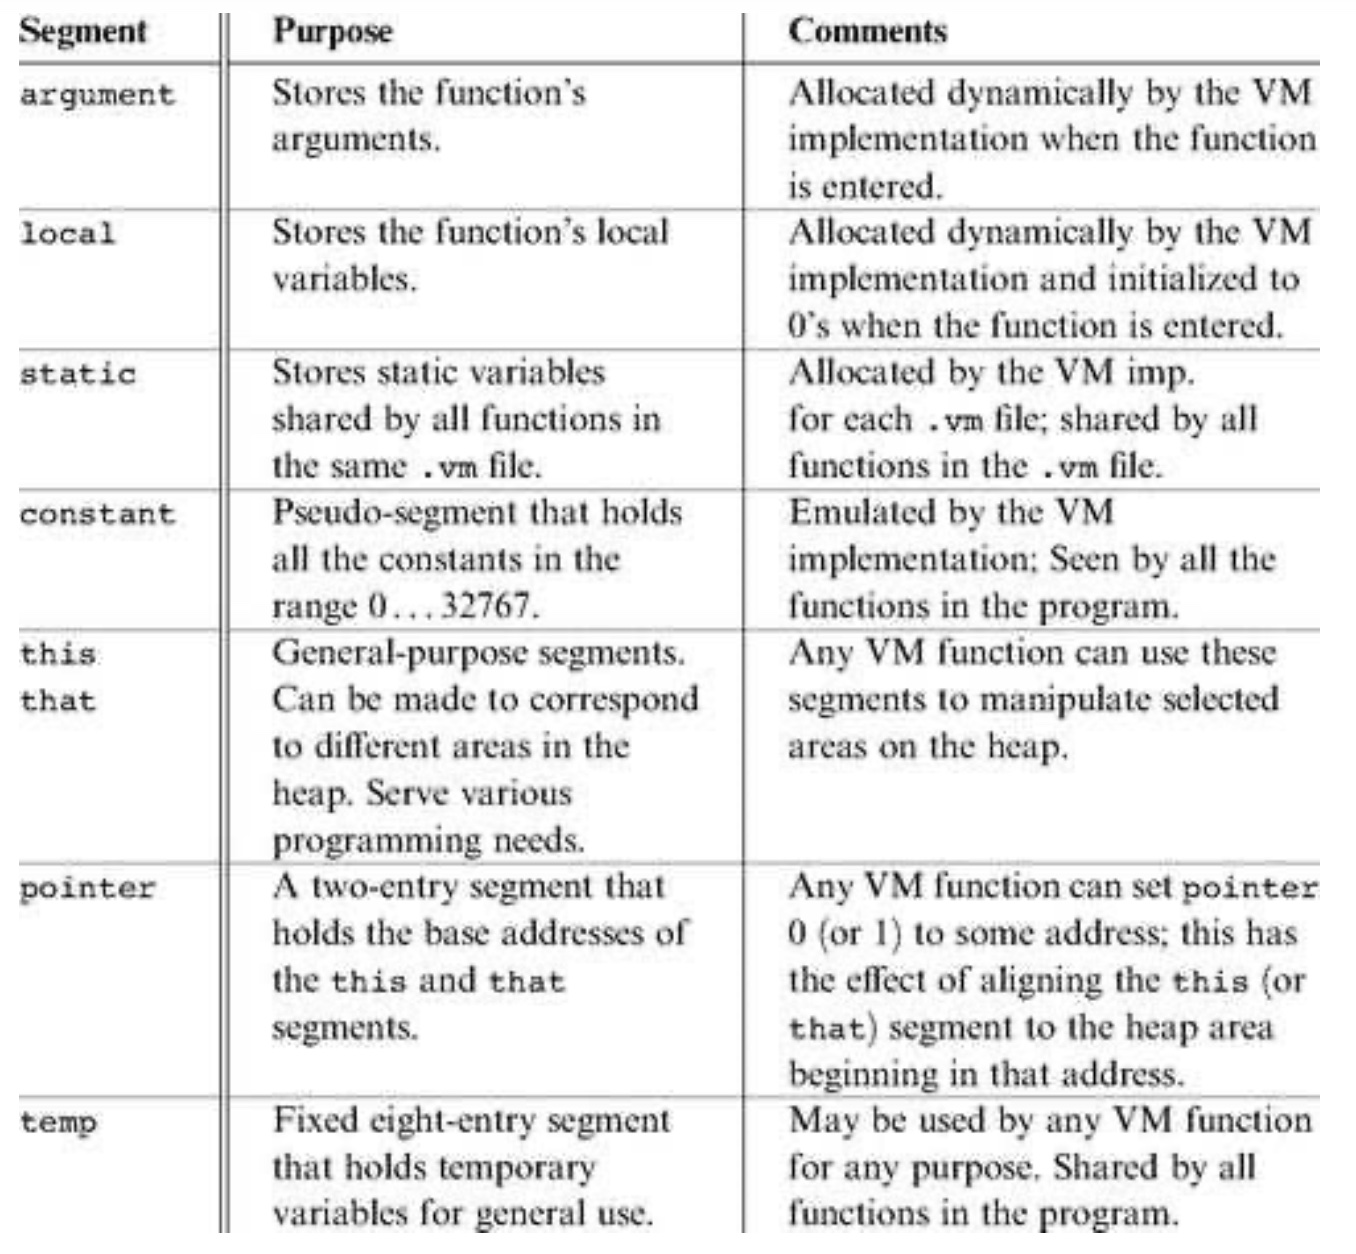 Segment Purpose Comments
argument Stores the function's Allocated dynamically by the VM
arguments. implementation when the function
is entered.
local Stores the function's local Allocated dynamically by the VM
variables. implementation and initialized to
0's when the function is entered.
static Stores static variables Allocated by the VM imp.
shared by all functions in for each .vm file; shared by all
the same .vm file. functions in the .vm file.
constant Pseudo-segment that holds Emulated by the VM
all the constants in the implementation; Seen by all the
range 0...32767. functions in the program.
this General-purpose segments. Any VM function can use these
that Can be made to correspond segments to manipulate selected
to different areas in the areas on the heap.
heap. Serve various
programming needs.
pointer A two-entry segment that Any VM function can set pointer
holds the base addresses of 0 (or 1) to some address; this has
the this and that the effect of aligning the this (or
segments. that) segment to the heap area
beginning in that address.
temp Fixed eight-entry segment May be used by any VM function
that holds temporary for any purpose. Shared by all
variables for general use. functions in the program.